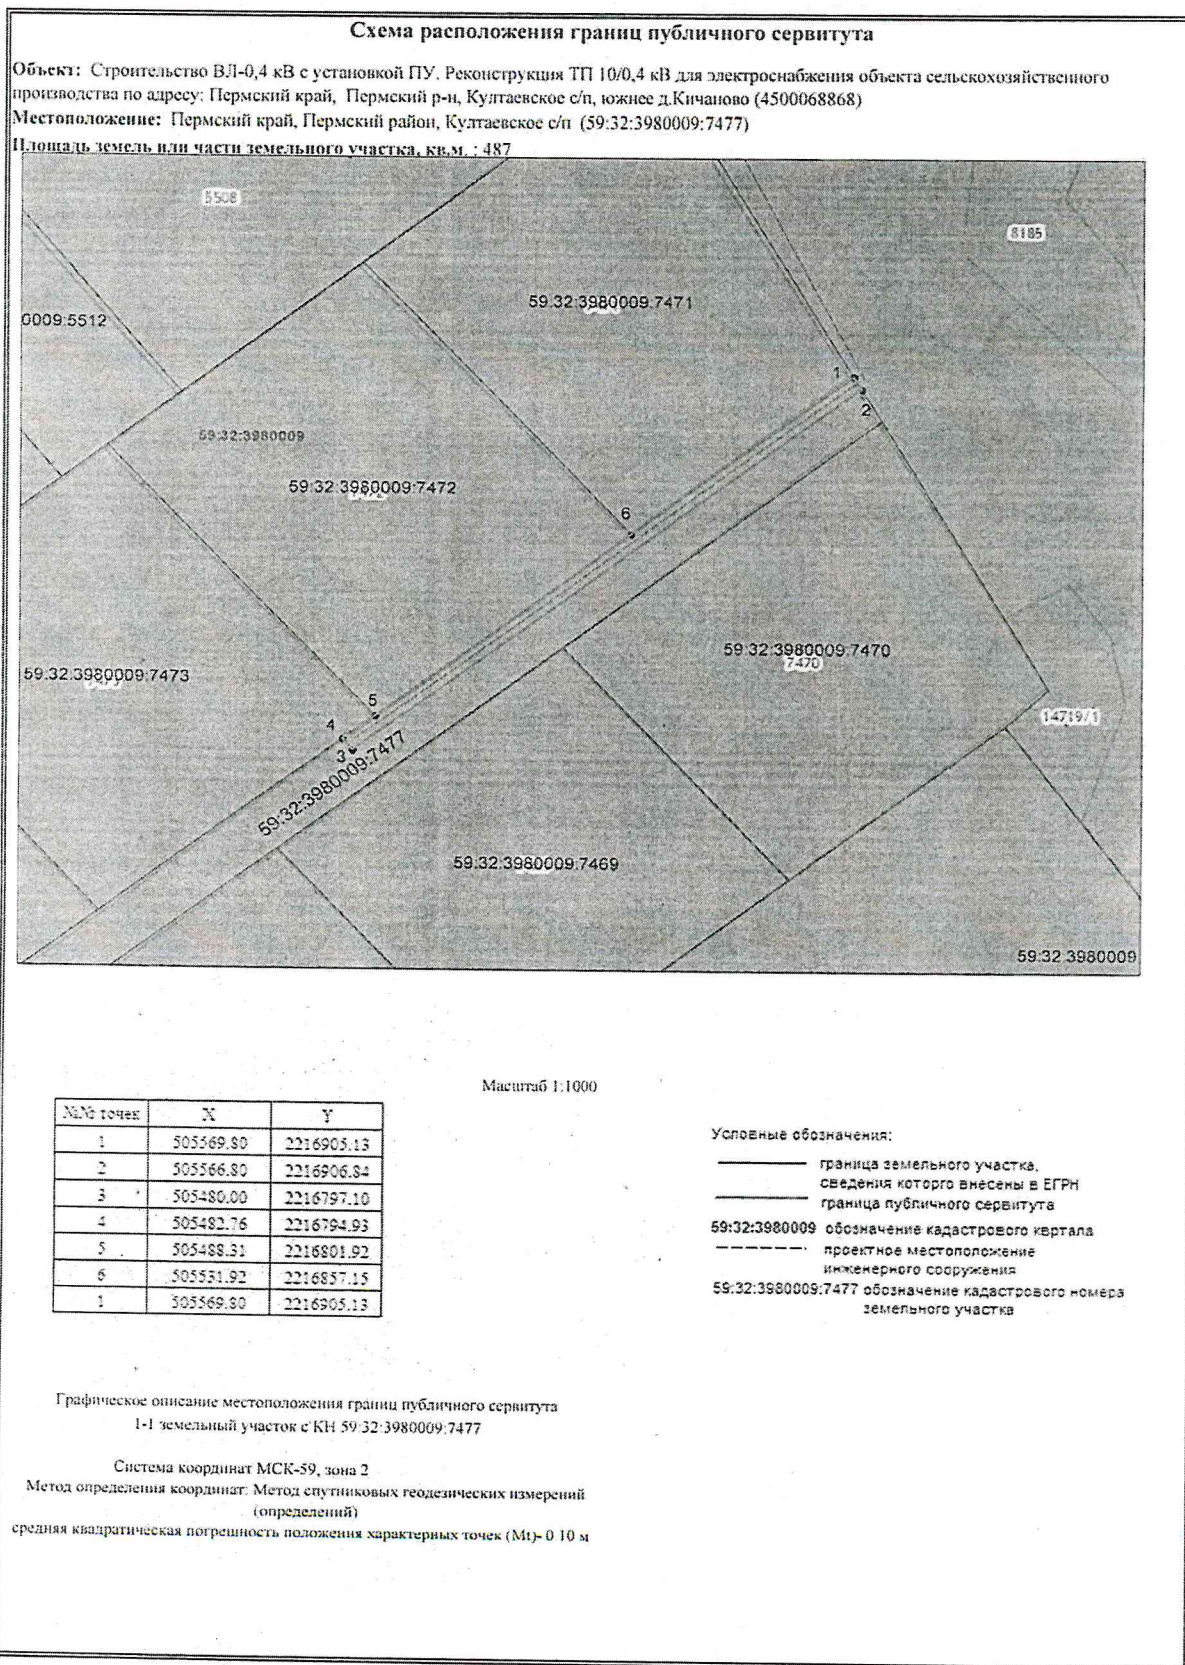 Схема расположения границ публичного сервитута
Объект: Строительство ВЛ-0,4 кВ с установкой ПУ. Реконструкция ТП 10/0,4 кВ для электроснабжения объекта сельскохозяйственного
производства по адресу: Пермский край, Пермский р-н, Култаевское с/п, южнее д.Кичаново (4500068868)
Местоположение: Пермский край, Пермский район, Култаевское с/п (59:32:3980009:7477)
Площадь земель или части земельного участка, кв.м. : 487
5508
8185
59:32:3980009:7471
0009:5512
1
2
59:32:3980009
59:32:3980009:7472
6
59:32:3980009:7470
7470
59:32:3980009:7473
5
4
3
14719/1
59:32:3980009:7477
59:32:3980009:7469
59:32:3980009
Масштаб 1:1000
№№ точек X Y
1 505569.80 2216905.13
2 505566.80 2216906.84
3 505480.00 2216797.10
4 505482.76 2216794.93
5 505488.31 2216801.92
6 505531.92 2216857.15
1 505569.80 2216905.13
Условные обозначения:
граница земельного участка,
сведения которго внесены в ЕГРН
граница публичного сервитута
59:32:3980009 обозначение кадастрового квртала
проектное местоположение
инженерного сооружения
59:32:3980009:7477 обозначение кадастрового номера
земельного участка
Графическое описание местоположения границ публичного сервитута
1-1 земельный участок с КН 59:32:3980009:7477
Система координат МСК-59, зона 2
Метод определения координат: Метод спутниковых геодезических измерений
(определений)
средняя квадратическая погрешность положения характерных точек (Mt)- 0.10 м